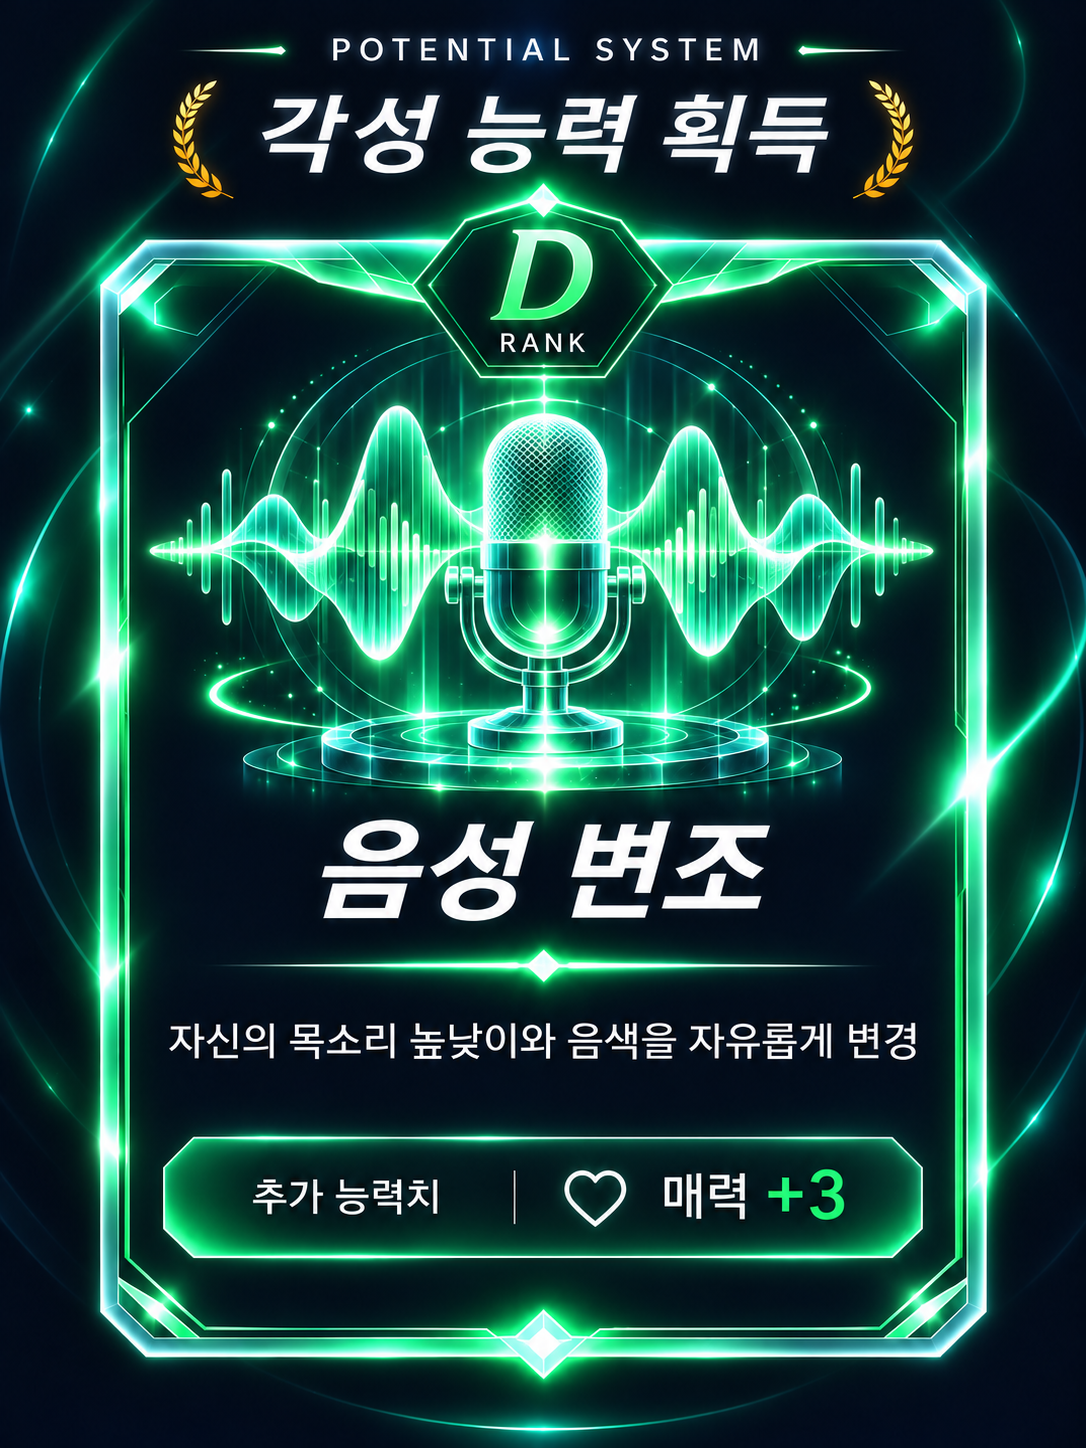 POTENTIAL SYSTEM
각성 능력 획득
D
RANK
음성 변조
자신의 목소리 높낮이와 음색을 자유롭게 변경
추가 능력치
매력 +3